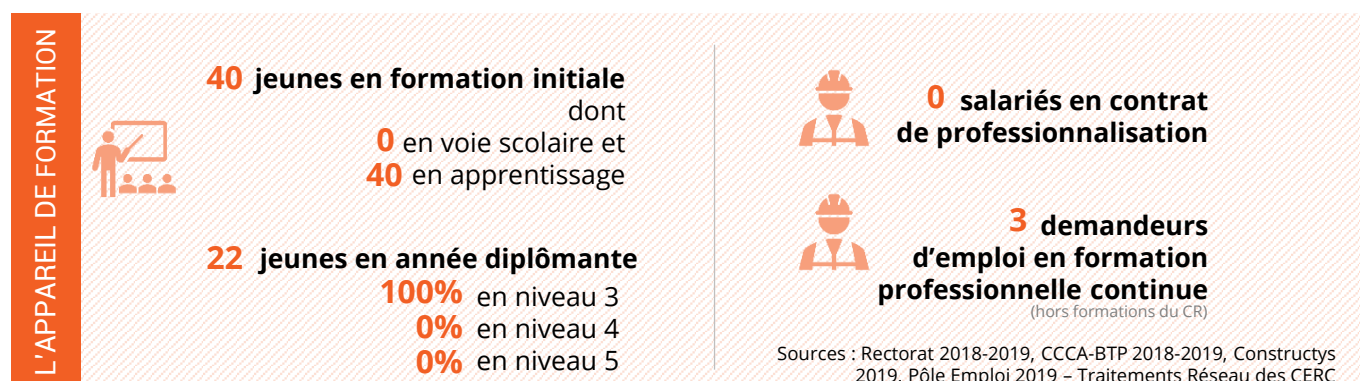 L'APPAREIL DE FORMATION
40 jeunes en formation initiale
dont
0 en voie scolaire et
40 en apprentissage
22 jeunes en année diplômante
100% en niveau 3
0% en niveau 4
0% en niveau 5
0 salariés en contrat
de professionnalisation
3 demandeurs
d’emploi en formation
professionnelle continue
(hors formations du CR)
Sources : Rectorat 2018-2019, CCCA-BTP 2018-2019, Constructys
2019, Pôle Emploi 2019 – Traitements Réseau des CERC